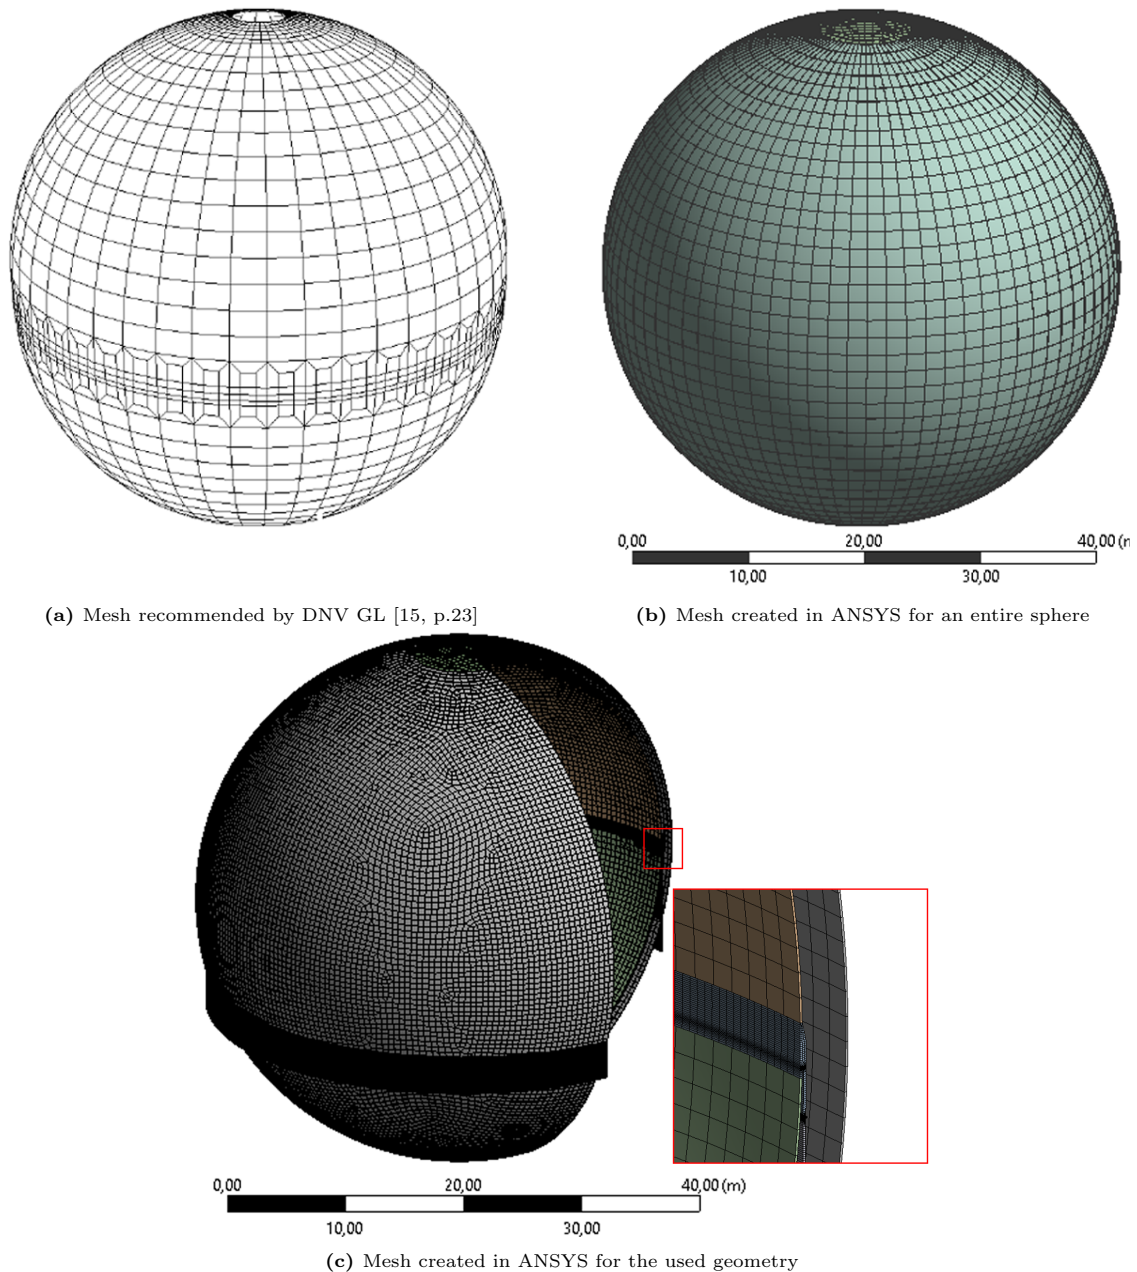 0,00 20,00 40,00 (m
10,00 30,00
(a) Mesh recommended by DNV GL [15, p.23]
(b) Mesh created in ANSYS for an entire sphere
0,00 20,00 40,00 (m)
10,00 30,00
(c) Mesh created in ANSYS for the used geometry